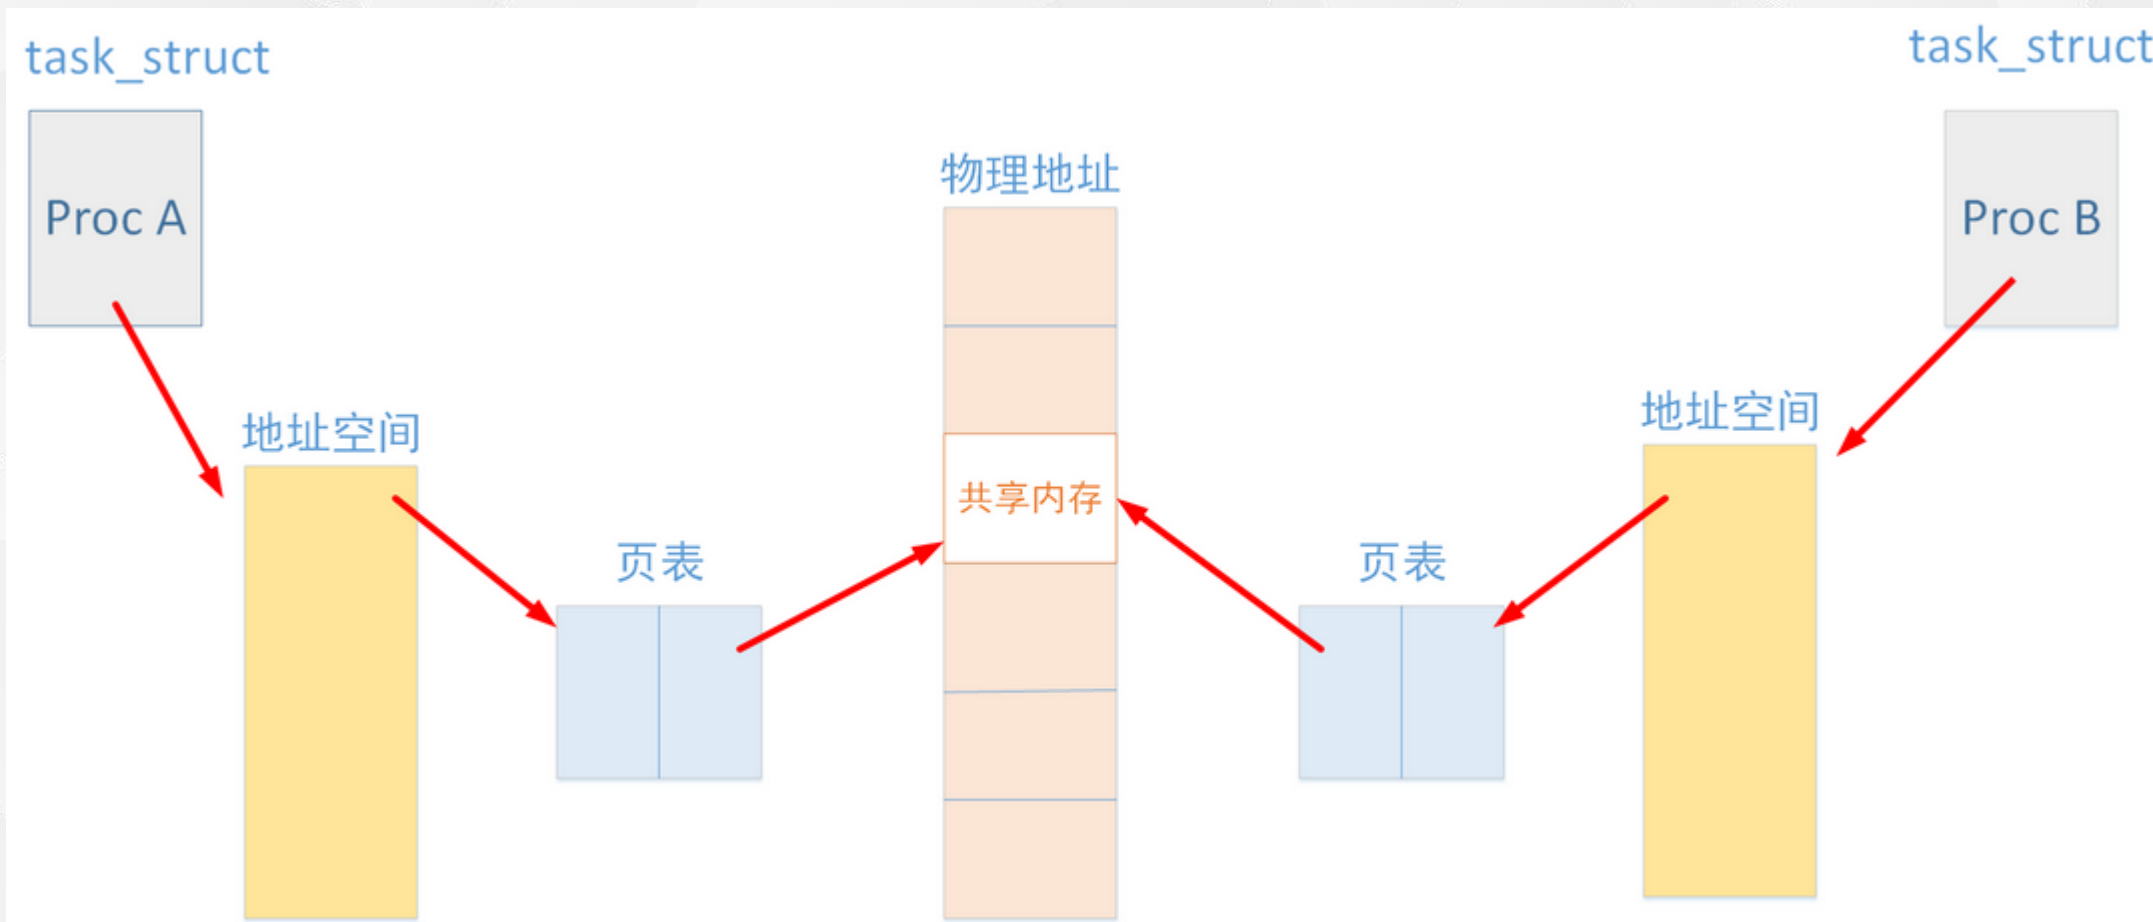 task_struct
task_struct
Proc A
Proc B
物理地址
地址空间
地址空间
共享内存
页表
页表